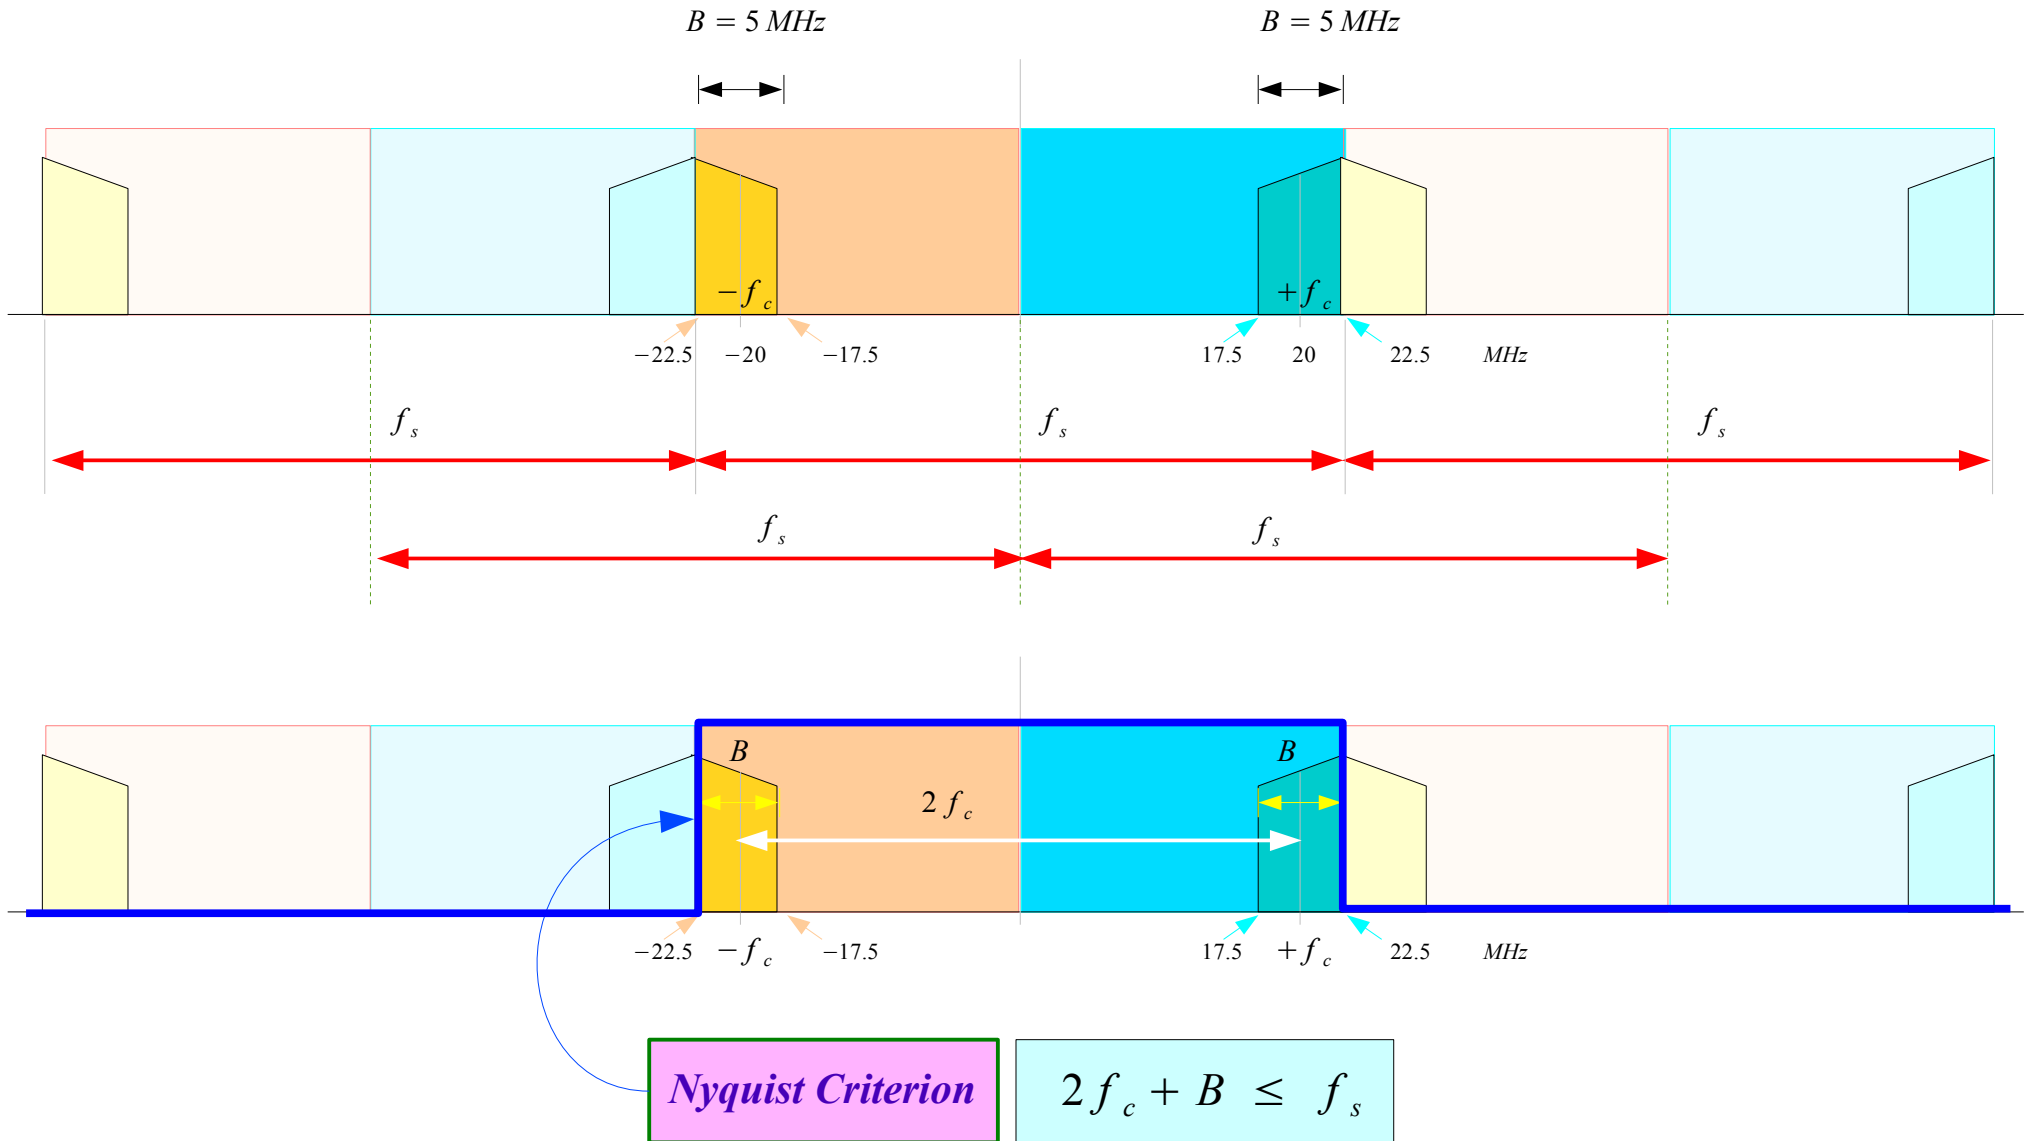 B = 5 MHz B = 5 MHz
−f c +f c
−22.5 −20 −17.5 17.5 20 22.5 MHz
f s f s f s
f s f s
B B
2 f c
−22.5 −f c −17.5 17.5 +f c 22.5 MHz
Nyquist Criterion 2 f c + B ≤ f s